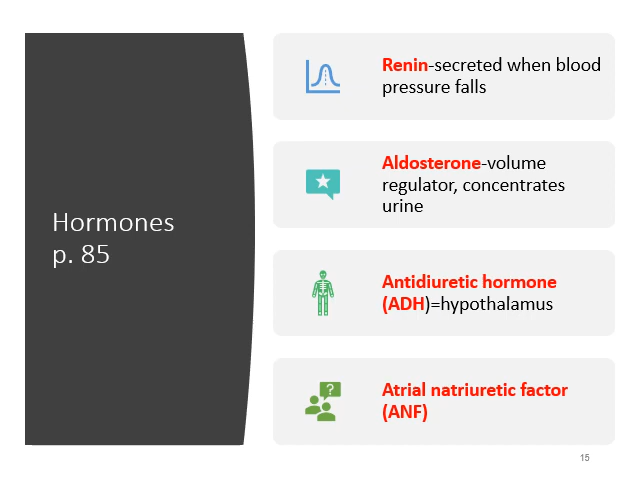 Hormones
p. 85
Renin-secreted when blood
pressure falls
Aldosterone-volume
regulator, concentrates
urine
Antidiuretic hormone
(ADH)=hypothalamus
?
Atrial natriuretic factor
(ANF)
15